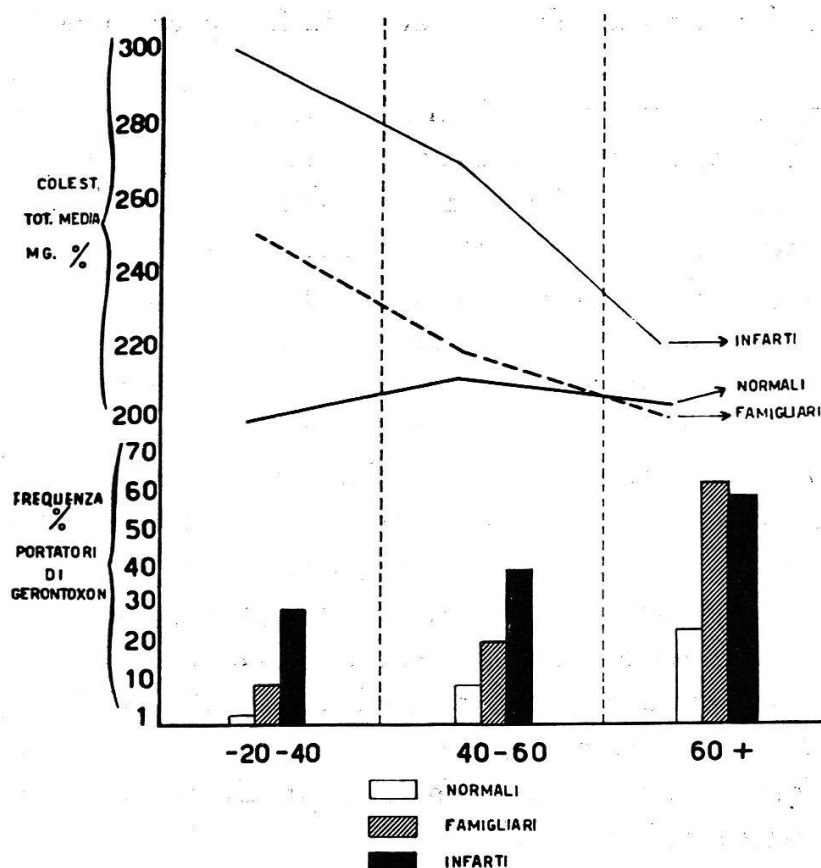 300
280
260
240
220
200
COLEST.
TOT. MEDIA
MG. %
INFARTI
NORMALI
FAMIGLIARI
70
60
50
40
30
20
10
1
FREQUENZA
%
PORTATORI
DI
GERONTOXON
-20-40
40-60
60 +
NORMALI
FAMIGLIARI
INFARTI